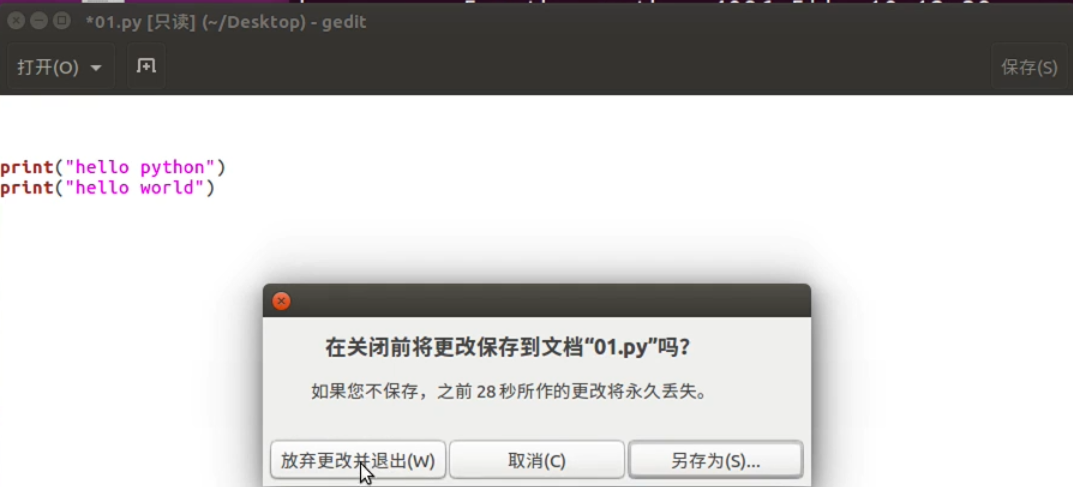 *01.py [只读] (~/Desktop) - gedit
打开(O)
保存(S)
print("hello python")
print("hello world")
在关闭前将更改保存到文档“01.py”吗？
如果您不保存，之前 28 秒所作的更改将永久丢失。
放弃更改并退出(W)
取消(C)
另存为(S)...